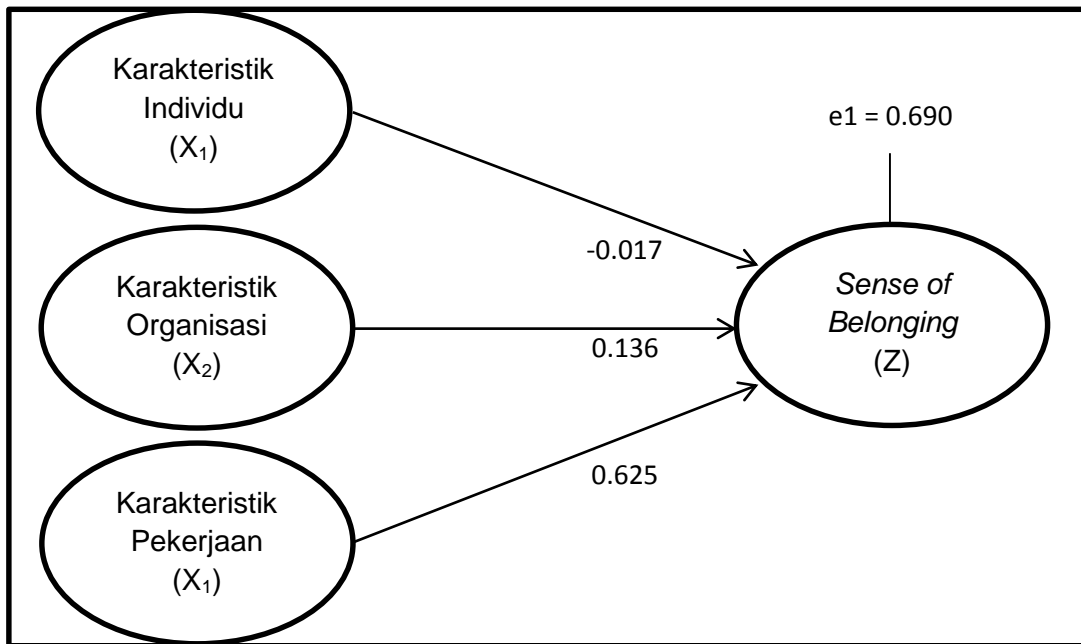 Karakteristik
Individu
(X₁)
e1 = 0.690
-0.017
Karakteristik
Organisasi
(X₂)
0.136
Sense of
Belonging
(Z)
0.625
Karakteristik
Pekerjaan
(X₁)